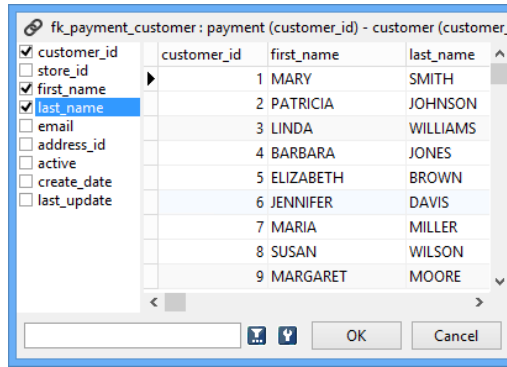 fk_payment_customer : payment (customer_id) - customer (customer_
customer_id
store_id
first_name
last_name
email
address_id
active
create_date
last_update
customer_id first_name last_name
1 MARY SMITH
2 PATRICIA JOHNSON
3 LINDA WILLIAMS
4 BARBARA JONES
5 ELIZABETH BROWN
6 JENNIFER DAVIS
7 MARIA MILLER
8 SUSAN WILSON
9 MARGARET MOORE
OK Cancel